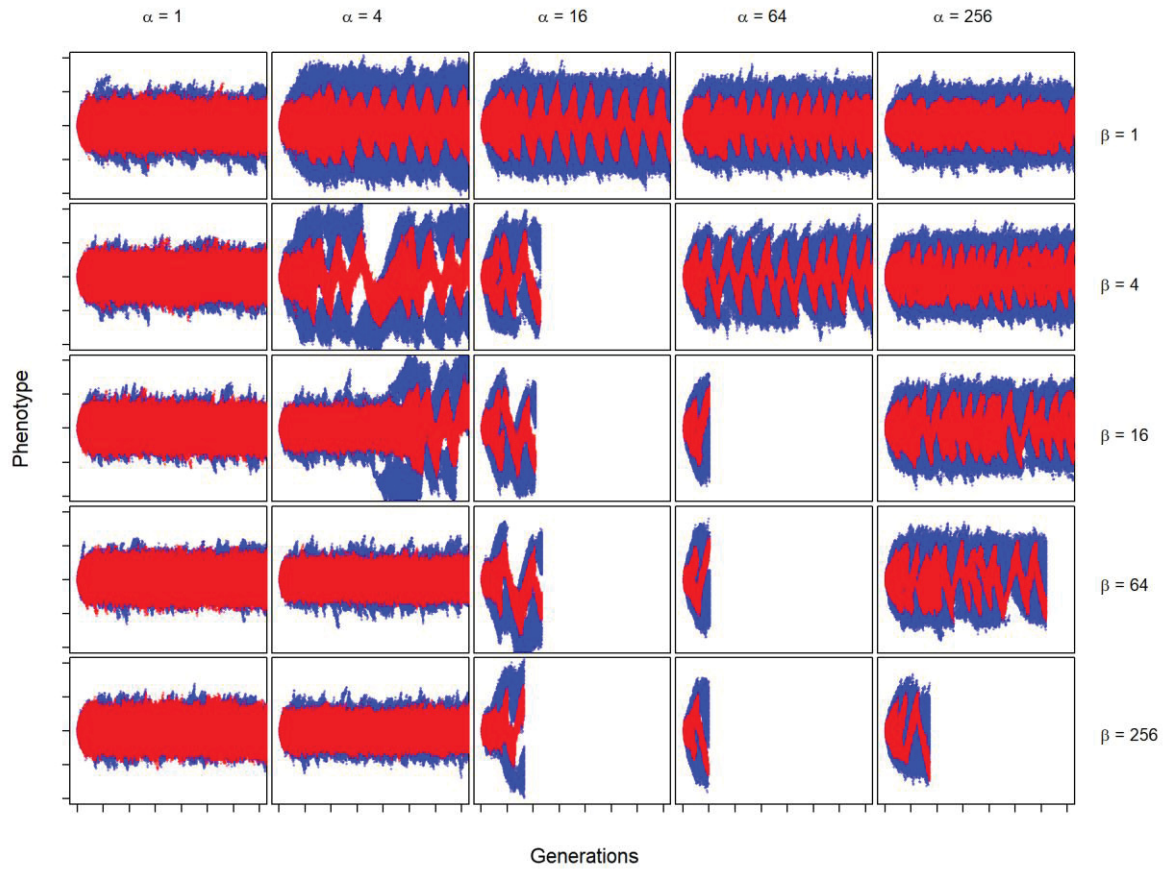 α = 1
α = 4
α = 16
α = 64
α = 256
β = 1
β = 4
β = 16
β = 64
β = 256
Phenotype
Generations